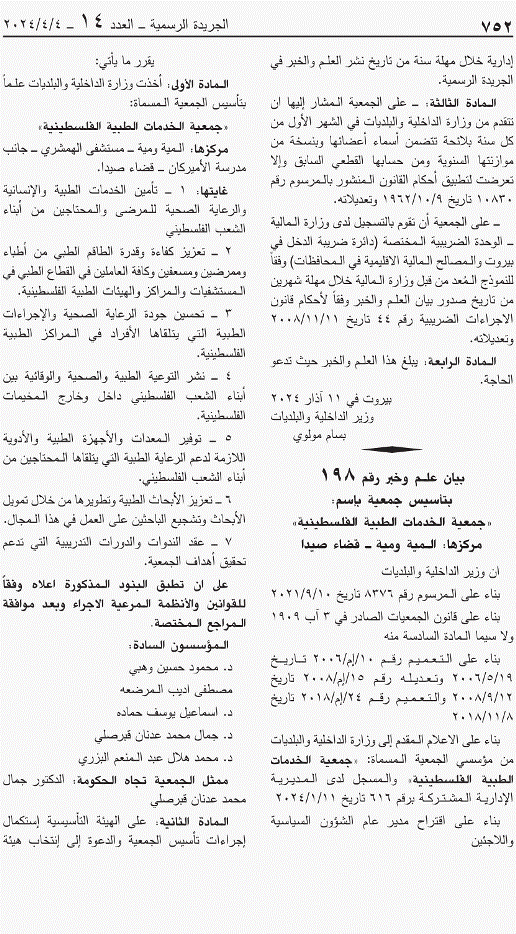 ٧٥٢
الجريدة الرسمية ــ العدد ١٤ ــ ٢٠٢٤/٤/٤
إدارية خلال مهلة سنة من تاريخ نشر العلـم والخبر في
الجريدة الرسمية.
المادة الثالثة: ــ على الجمعية المشار إليها ان
تتقدم من وزارة الداخلية والبلديات في الشهر الأول من
كل سنة بلائحة تتضمن أسماء أعضائها وبنسخة من
موازنتها السنوية ومن حسابها القطعي السابق وإلا
تعرضت لتطبيق أحكام القانون المنشور بالمرسوم رقم
١٠٨٣٠ تاريخ ١٩٦٢/١٠/٩ وتعديلاته.
ــ على الجمعية أن تقوم بالتسجيل لدى وزارة المالية
ــ الوحدة الضريبية المختصة (دائرة ضريبة الدخل في
بيروت والمصالح المالية الاقليمية في المحافظات) وفقاً
للنموذج المُعد من قبل وزارة المالية خلال مهلة شهرين
من تاريخ صدور بيان العلم والخبر وفقاً لأحكام قانون
الاجراءات الضريبية رقم ٤٤ تاريخ ٢٠٠٨/١١/١١
وتعديلاته.
المادة الرابعة: يبلغ هذا العلم والخبر حيث تدعو
الحاجة.
بيروت في ١١ آذار ٢٠٢٤
وزير الداخلية والبلديات
بسام مولوي
بيان علـم وخبر رقم ١٩٨
بتأسيس جمعية بإسم:
«جمعية الخدمات الطبية الفلسطينية»
مركزها: المية ومية ــ قضاء صيدا
ان وزير الداخلية والبلديات
بناء على المرسوم رقم ٨٣٧٦ تاريخ ٢٠٢١/٩/١٠
بناء على قانون الجمعيات الصادر في ٣ آب ١٩٠٩
ولا سيما المادة السادسة منه
بناء على التعميم رقم ١٠/إم/٢٠٠٦ تاريخ
٢٠٠٦/٥/١٩ وتعديله رقم ١٥/إم/٢٠٠٨ تاريخ
٢٠٠٨/٩/١٢ والتعميم رقم ٢٤/إم/٢٠١٨ تاريخ
٢٠١٨/١١/٨
بناء على الاعلام المقدم إلى وزارة الداخلية والبلديات
من مؤسسي الجمعية المسماة: «جمعية الخدمات
الطبية الفلسطينية» والمسجل لدى المديرية
الإدارية المشتركة برقم ٦١٦ تاريخ ٢٠٢٤/١/١١
بناء على اقتراح مدير عام الشؤون السياسية
واللاجئين
يقرر ما يأتي:
المادة الأولى: أخذت وزارة الداخلية والبلديات علماً
بتأسيس الجمعية المسماة:
«جمعية الخدمات الطبية الفلسطينية»
مركزها: المية ومية ــ مستشفى الهمشري ــ جانب
مدرسة الأميركان ــ قضاء صيدا.
غايتها: ١ ــ تأمين الخدمات الطبية والإنسانية
والرعاية الصحية للمرضى والمحتاجين من أبناء
الشعب الفلسطيني
٢ ــ تعزيز كفاءة وقدرة الطاقم الطبي من أطباء
وممرضين ومسعفين وكافة العاملين في القطاع الطبي في
المستشفيات والمراكز والهيئات الطبية الفلسطينية.
٣ ــ تحسين جودة الرعاية الصحية والإجراءات
الطبية التي يتلقاها الأفراد في المراكز الطبية
الفلسطينية.
٤ ــ نشر التوعية الطبية والصحية والوقائية بين
أبناء الشعب الفلسطيني داخل وخارج المخيمات
الفلسطينية.
٥ ــ توفير المعدات والأجهزة الطبية والأدوية
اللازمة لدعم الرعاية الطبية التي يتلقاها المحتاجين من
أبناء الشعب الفلسطيني.
٦ ــ تعزيز الأبحاث الطبية وتطويرها من خلال تمويل
الأبحاث وتشجيع الباحثين على العمل في هذا المجال.
٧ ــ عقد الندوات والدورات التدريبية التي تدعم
تحقيق أهداف الجمعية.
على ان تطبق البنود المذكورة اعلاه وفقاً
للقوانين والأنظمة المرعية الاجراء وبعد موافقة
المراجع المختصة.
المؤسسون السادة:
د. محمود حسين وهبي
مصطفى اديب المرضعه
د. اسماعيل يوسف حماده
د. جمال محمد عدنان قبرصلي
د. محمد هلال عبد المنعم البزري
ممثل الجمعية تجاه الحكومة: الدكتور جمال
محمد عدنان قبرصلي
المادة الثانية: على الهيئة التأسيسية إستكمال
إجراءات تأسيس الجمعية والدعوة إلى إنتخاب هيئة